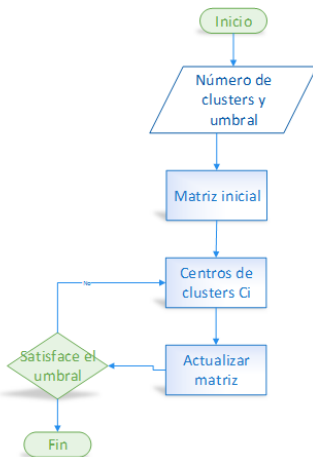 Inicio
Número de
clusters y
umbral
Matriz inicial
Centros de
clusters Ci
No
Satisface el
umbral
Actualizar
matriz
Fin